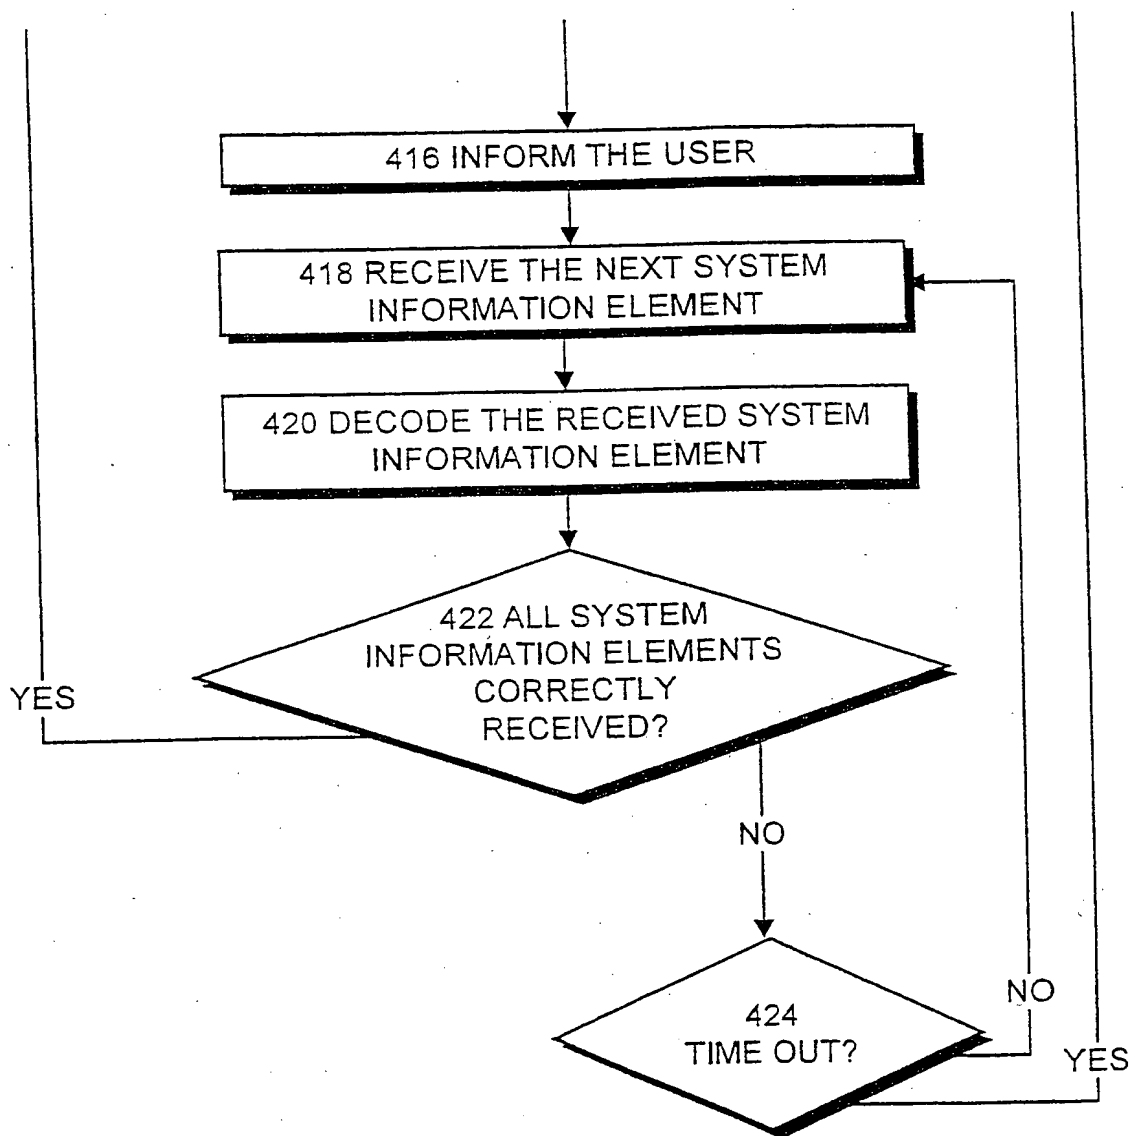 416 INFORM THE USER
418 RECEIVE THE NEXT SYSTEM
INFORMATION ELEMENT
420 DECODE THE RECEIVED SYSTEM
INFORMATION ELEMENT
422 ALL SYSTEM
INFORMATION ELEMENTS
CORRECTLY
RECEIVED?
YES
NO
424
TIME OUT?
NO
YES